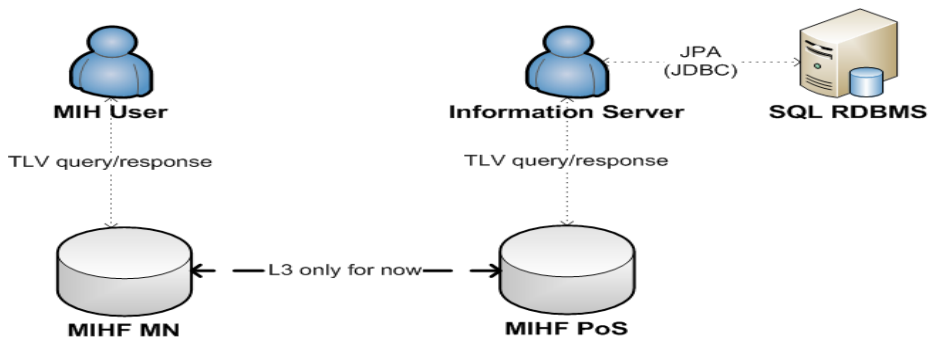 JPA
(JDBC)
MIH User
Information Server
SQL RDBMS
TLV query/response
TLV query/response
L3 only for now
MIHF MN
MIHF PoS